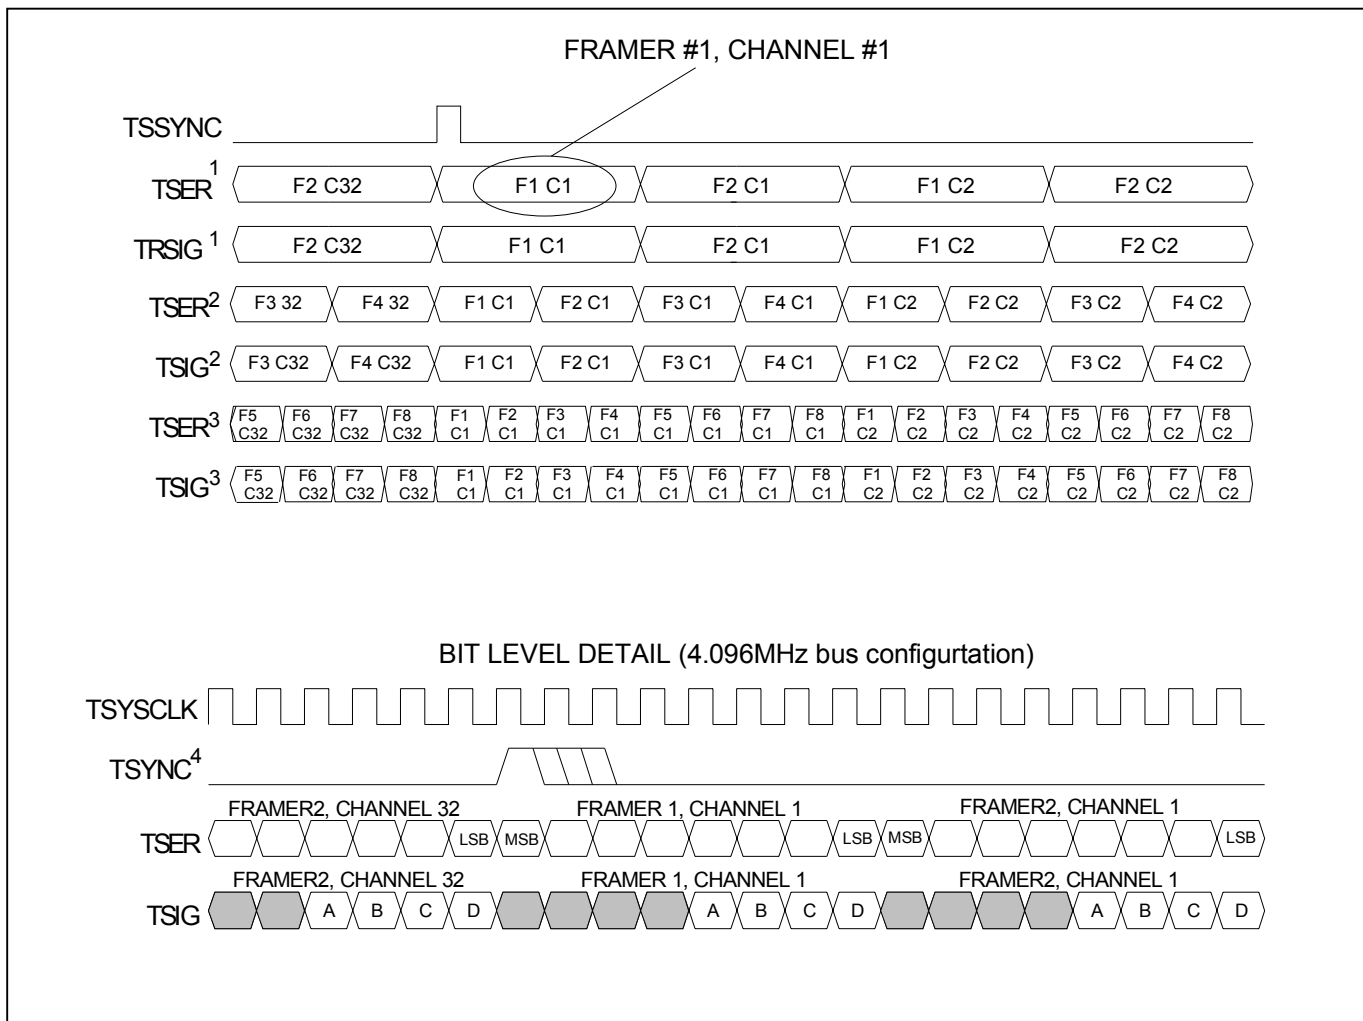 FRAMER #1, CHANNEL #1
TSSYNC
TSER1 F2 C32 F1 C1 F2 C1 F1 C2 F2 C2
TRSIG 1 F2 C32 F1 C1 F2 C1 F1 C2 F2 C2
TSER2 F3 32 F4 32 F1 C1 F2 C1 F3 C1 F4 C1 F1 C2 F2 C2 F3 C2 F4 C2
TSIG2 F3 C32 F4 C32 F1 C1 F2 C1 F3 C1 F4 C1 F1 C2 F2 C2 F3 C2 F4 C2
TSER3 F5 C32 F6 C32 F7 C32 F8 C32 F1 C1 F2 C1 F3 C1 F4 C1 F5 C1 F6 C1 F7 C1 F8 C1 F1 C2 F2 C2 F3 C2 F4 C2 F5 C2 F6 C2 F7 C2 F8 C2
TSIG3 F5 C32 F6 C32 F7 C32 F8 C32 F1 C1 F2 C1 F3 C1 F4 C1 F5 C1 F6 C1 F7 C1 F8 C1 F1 C2 F2 C2 F3 C2 F4 C2 F5 C2 F6 C2 F7 C2 F8 C2
BIT LEVEL DETAIL (4.096MHz bus configurtation)
TSYSCLK
TSYNC4
FRAMER2, CHANNEL 32 FRAMER 1, CHANNEL 1 FRAMER2, CHANNEL 1
TSER LSB MSB LSB MSB LSB
FRAMER2, CHANNEL 32 FRAMER 1, CHANNEL 1 FRAMER2, CHANNEL 1
TSIG A B C D A B C D A B C D